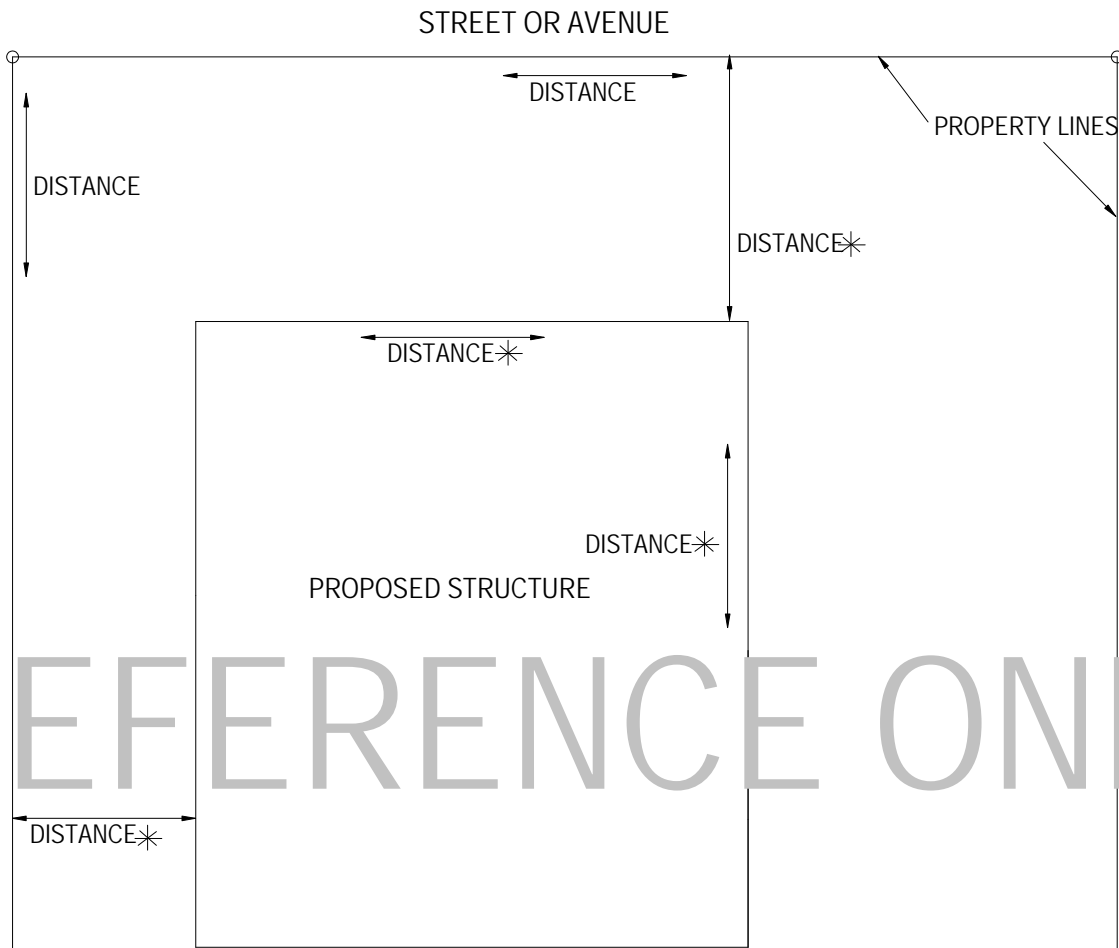 STREET OR AVENUE
DISTANCE
PROPERTY LINES
DISTANCE
DISTANCE*
DISTANCE*
DISTANCE*
PROPOSED STRUCTURE
EFERENCE ON
DISTANCE*